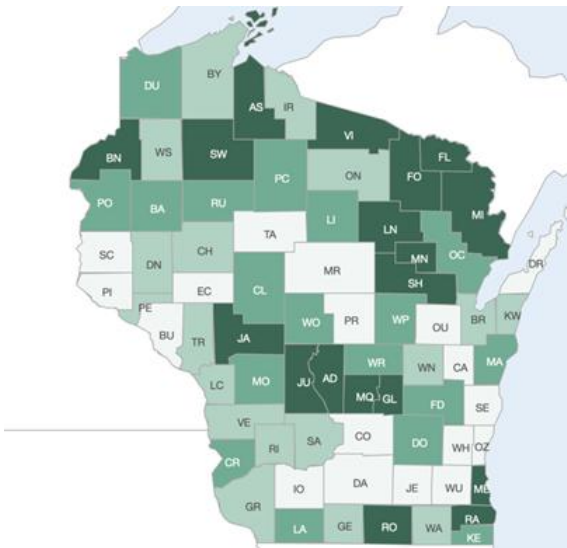 BY
DU
IR
AS
VI
FL
BN
WS
SW
ON
FO
PC
PO
BA
RU
LI
MI
LN
TA
OC
MN
SC
CH
DN
DR
MR
SH
CL
PI
EC
PE
WO
PR
WP
OU
BR
KW
BU
TR
JA
WR
WN
CA
MA
LC
MO
JU
AD
MQ
GL
FD
SE
VE
CO
DO
WH
OZ
SA
RI
CR
IO
DA
JE
WU
GR
RA
LA
GE
RO
WA
KE